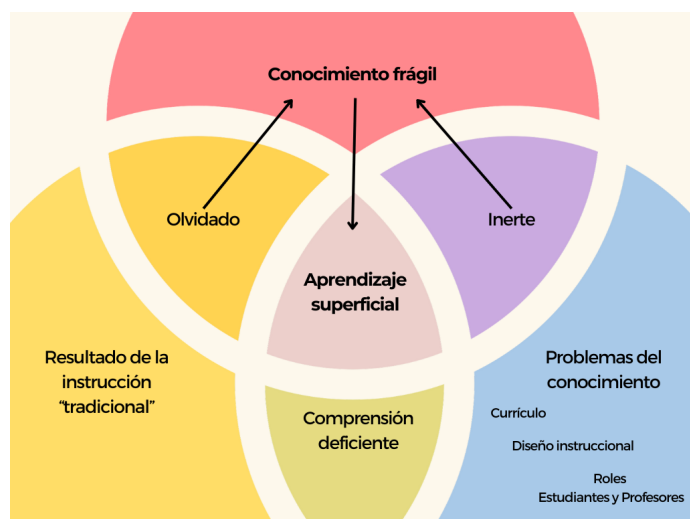 Conocimiento frágil
Olvidado
Inerte
Aprendizaje
superficial
Resultado de la
instrucción
“tradicional”
Problemas del
conocimiento
Comprensión
deficiente
Currículo
Diseño instruccional
Roles
Estudiantes y Profesores